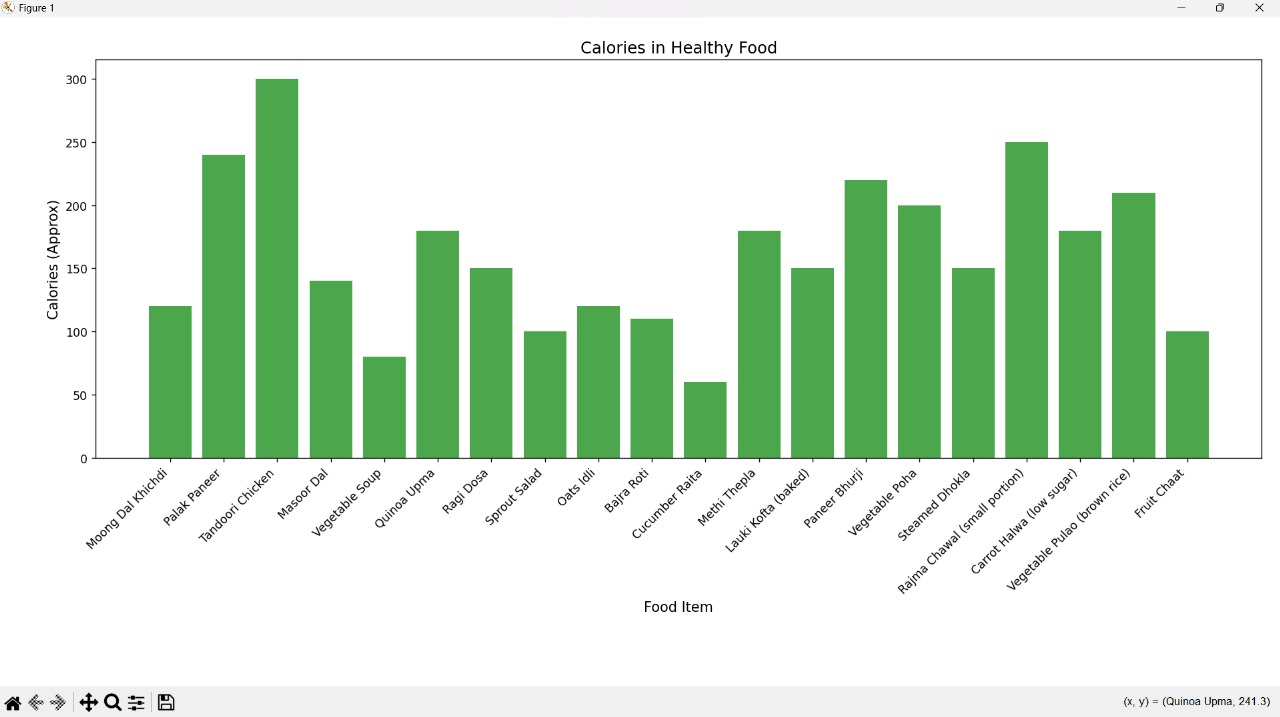 Figure 1
Calories in Healthy Food
Calories (Approx)
300
250
200
150
100
50
0
Moong Dal Khichdi
Palak Paneer
Tandoori Chicken
Masoor Dal
Vegetable Soup
Quinoa Upma
Ragi Dosa
Sprout Salad
Oats Idli
Bajra Roti
Cucumber Raita
Methi Thepla
Lauki Kofta (baked)
Paneer Bhurji
Vegetable Poha
Steamed Dhokla
Rajma Chawal (small portion)
Carrot Halwa (low sugar)
Vegetable Pulao (brown rice)
Fruit Chaat
Food Item
(x, y) = (Quinoa Upma, 241.3)